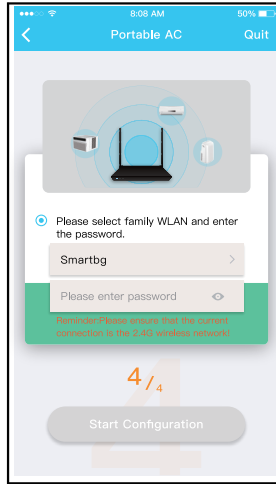 8:08 AM
50%
Portable AC
Quit
Please select family WLAN and enter
the password.
Smartbg
Please enter password
Reminder:Please ensure that the current
connection is the 2.4G wireless network!
4/4
Start Configuration
4